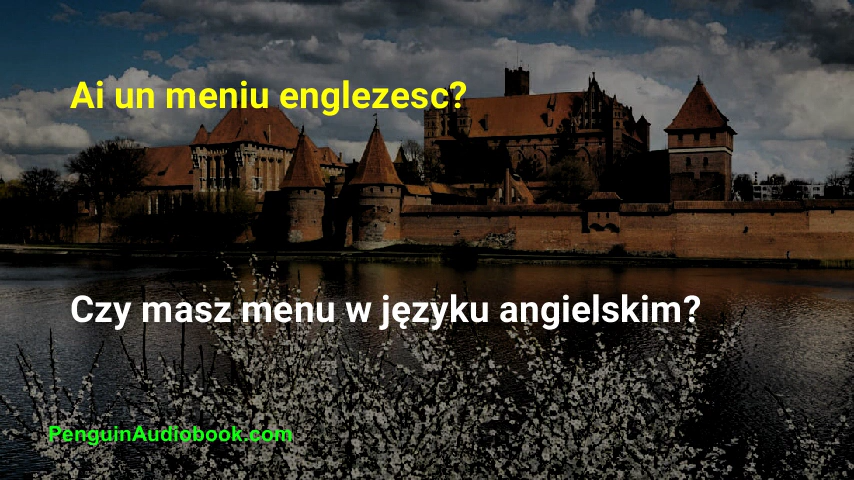 Ai un meniu englezesc?
Czy masz menu w języku angielskim?
PenguinAudiobook.com